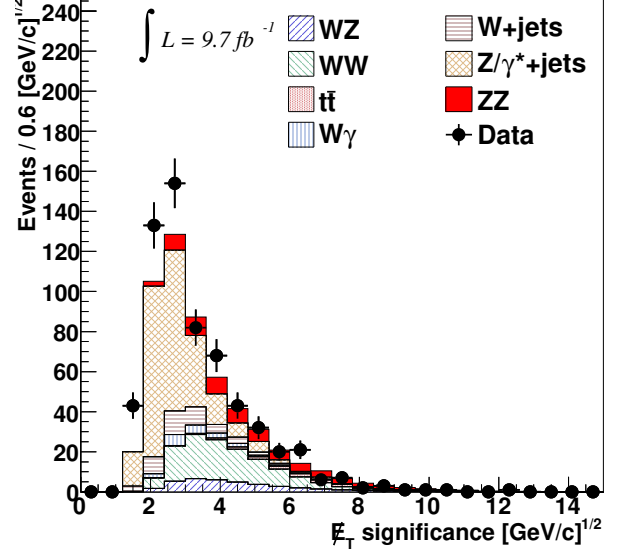 ∫ L = 9.7 fb⁻¹
WZ
WW
tt̄
Wγ
W+jets
Z/γ*+jets
ZZ
Data
Events / 0.6 [GeV/c]^1/2
240
220
200
180
160
140
120
100
80
60
40
20
0
0 2 4 6 8 10 12 14
E̸_T significance [GeV/c]^1/2